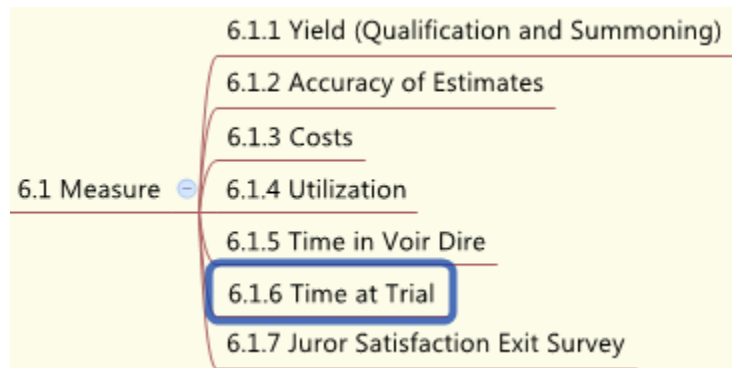 6.1.1 Yield (Qualification and Summoning)
6.1.2 Accuracy of Estimates
6.1.3 Costs
6.1 Measure
6.1.4 Utilization
6.1.5 Time in Voir Dire
6.1.6 Time at Trial
6.1.7 Juror Satisfaction Exit Survey